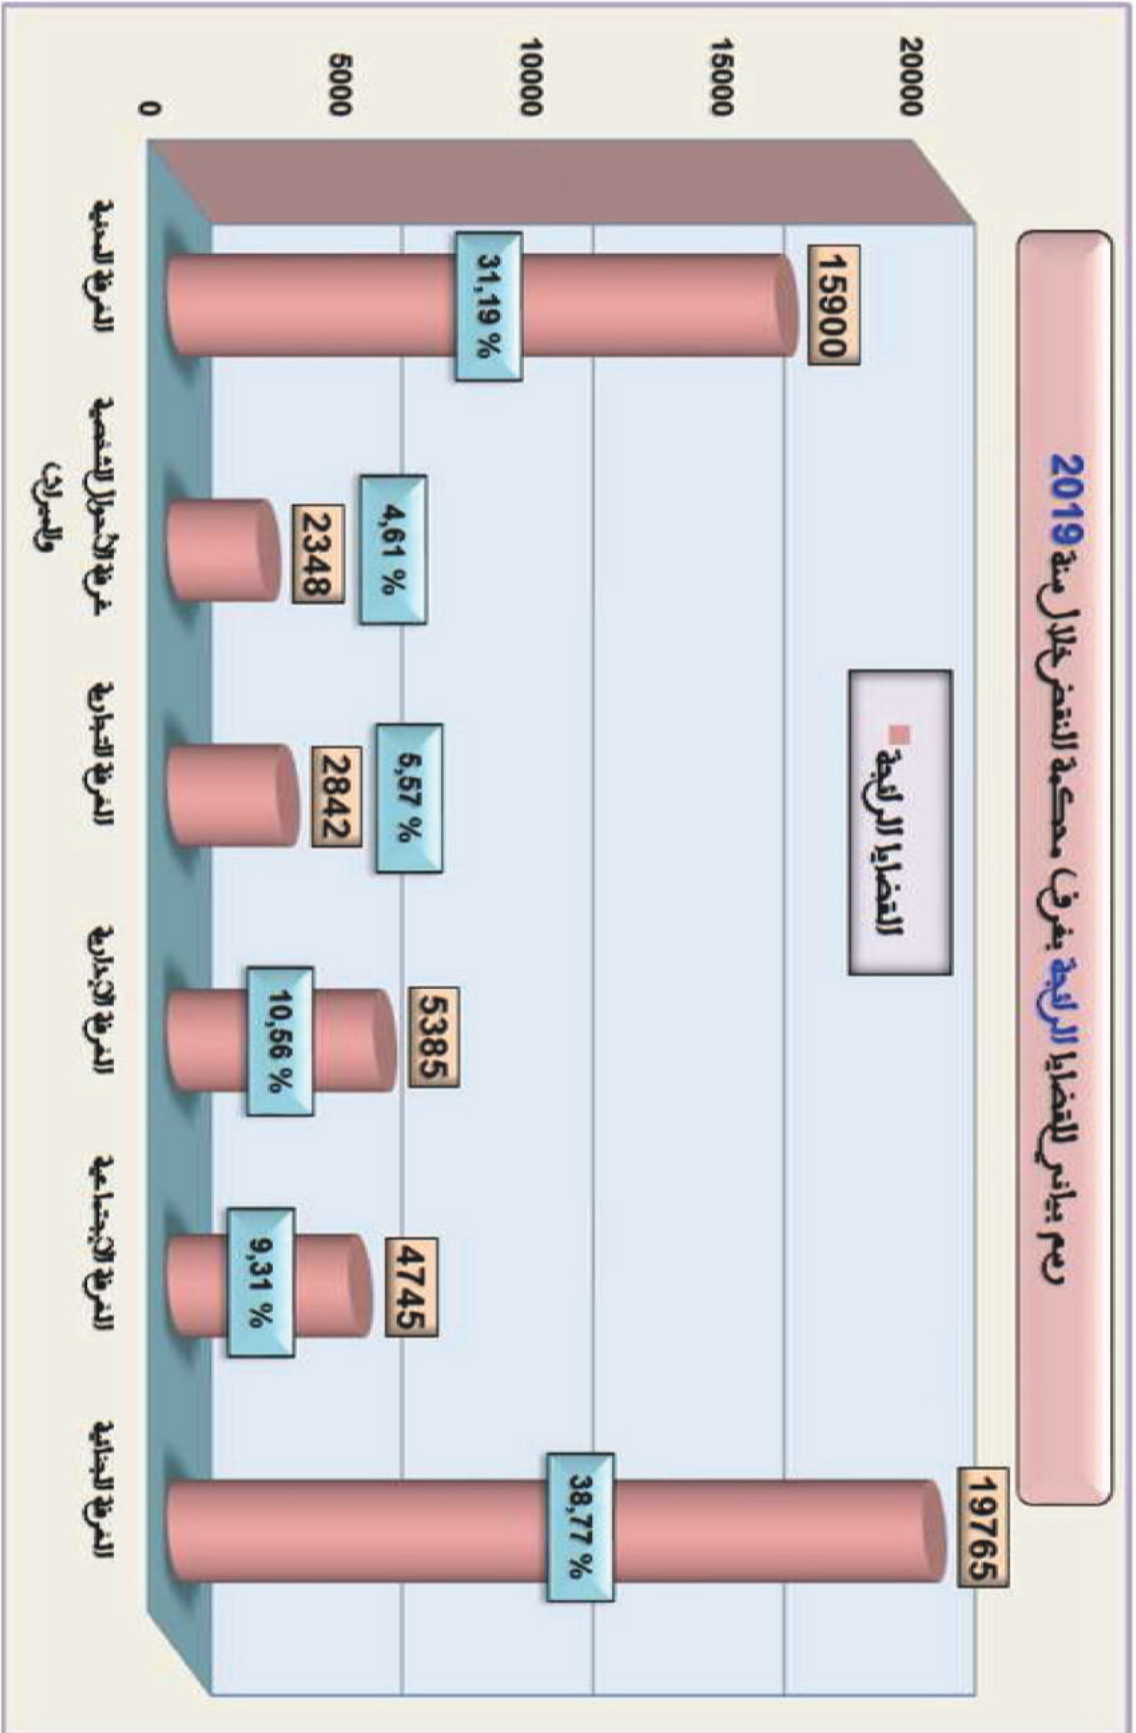 رسم بياني للقضايا الرائجة بغرف محكمة النقض خلال سنة 2019
القضايا الرائجة
20000
15000
10000
5000
0
15900
31,19 %
2348
4,61 %
2842
5,57 %
5385
10,56 %
4745
9,31 %
19765
38,77 %
الغرفة المدنية
غرفة الأحوال الشخصية
والميراث
الغرفة التجارية
الغرفة الإدارية
الغرفة الإجتماعية
الغرفة الجنائية